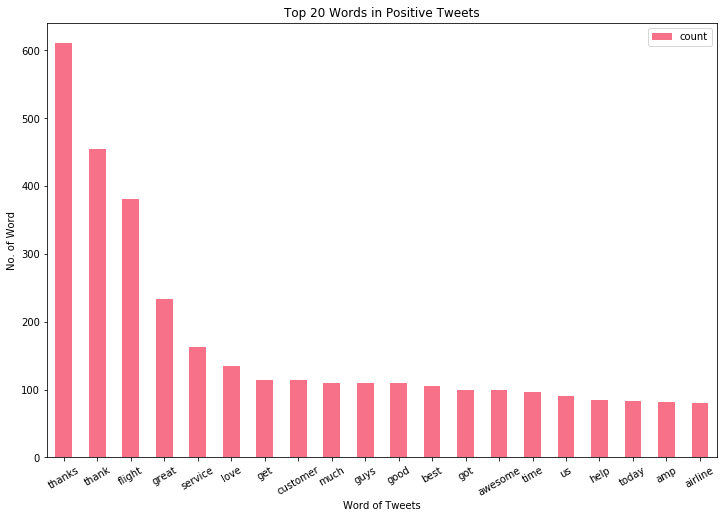 Top 20 Words in Positive Tweets
count
No. of Word
600
500
400
300
200
100
0
thanks
thank
flight
great
service
love
get
customer
much
guys
good
best
got
awesome
time
us
help
today
amp
airline
Word of Tweets